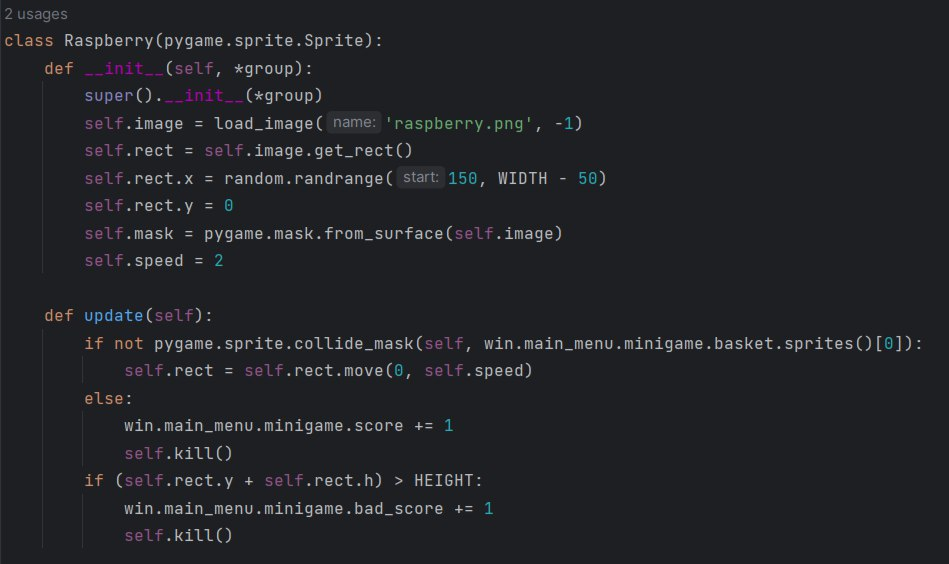 2 usages
class Raspberry(pygame.sprite.Sprite):
    def __init__(self, *group):
        super().__init__(*group)
        self.image = load_image( name: 'raspberry.png', -1)
        self.rect = self.image.get_rect()
        self.rect.x = random.randrange( start: 150, WIDTH - 50)
        self.rect.y = 0
        self.mask = pygame.mask.from_surface(self.image)
        self.speed = 2

    def update(self):
        if not pygame.sprite.collide_mask(self, win.main_menu.minigame.basket.sprites()[0]):
            self.rect = self.rect.move(0, self.speed)
        else:
            win.main_menu.minigame.score += 1
            self.kill()
        if (self.rect.y + self.rect.h) > HEIGHT:
            win.main_menu.minigame.bad_score += 1
            self.kill()